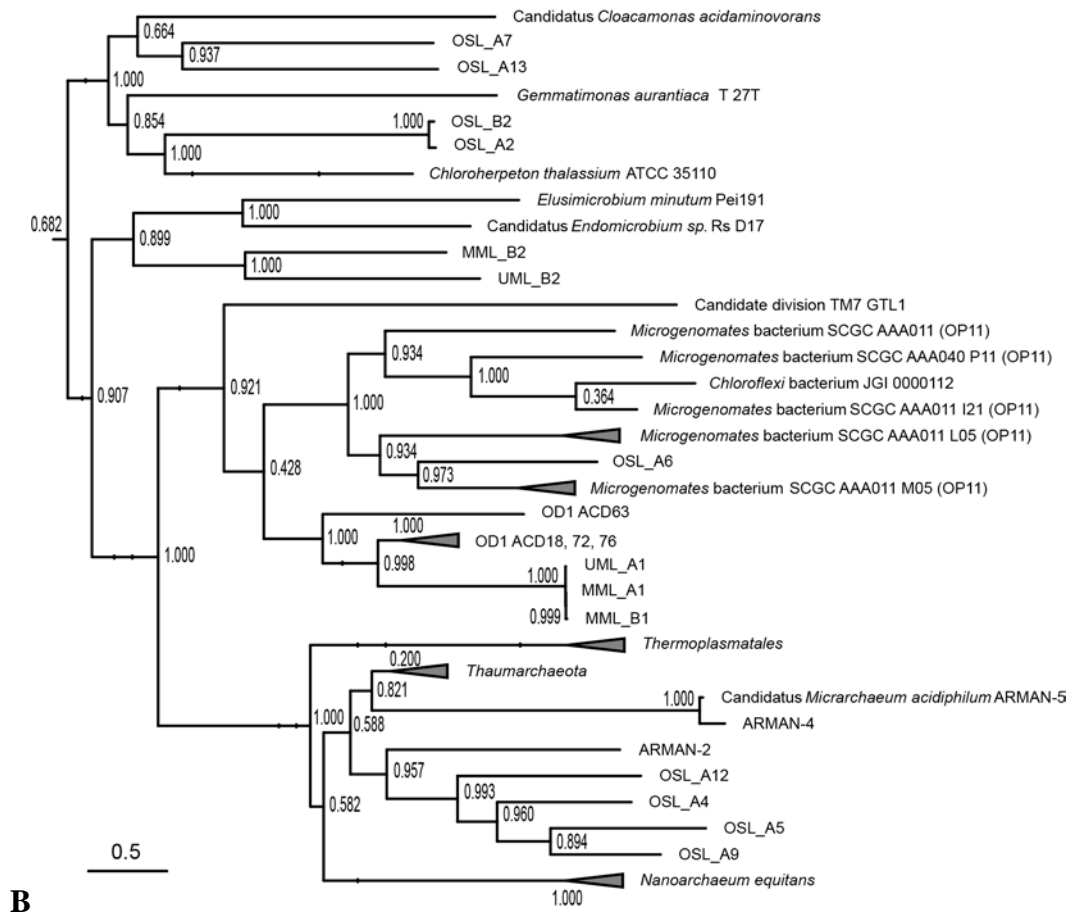 Candidatus Cloacamonas acidaminovorans
0.664
OSL_A7
0.937
OSL_A13
1.000
Gemmatimonas aurantiaca T 27T
0.854
1.000
OSL_B2
OSL_A2
1.000
Chloroherpeton thalassium ATCC 35110
Elusimicrobium minutum Pei191
1.000
0.682
Candidatus Endomicrobium sp. Rs D17
0.899
MML_B2
1.000
UML_B2
Candidate division TM7 GTL1
Microgenomates bacterium SCGC AAA011 (OP11)
0.934
Microgenomates bacterium SCGC AAA040 P11 (OP11)
1.000
Chloroflexi bacterium JGI 0000112
0.907
0.921
0.364
Microgenomates bacterium SCGC AAA011 I21 (OP11)
1.000
Microgenomates bacterium SCGC AAA011 L05 (OP11)
0.934
OSL_A6
0.428
0.973
Microgenomates bacterium SCGC AAA011 M05 (OP11)
OD1 ACD63
1.000
1.000
OD1 ACD18, 72, 76
1.000
0.998
UML_A1
1.000
MML_A1
0.999
MML_B1
Thermoplasmatales
0.200
Thaumarchaeota
0.821
1.000
Candidatus Micrarchaeum acidiphilum ARMAN-5
1.000
0.588
ARMAN-4
ARMAN-2
0.957
OSL_A12
0.993
0.582
OSL_A4
0.960
OSL_A5
0.894
OSL_A9
0.5
Nanoarchaeum equitans
1.000
B